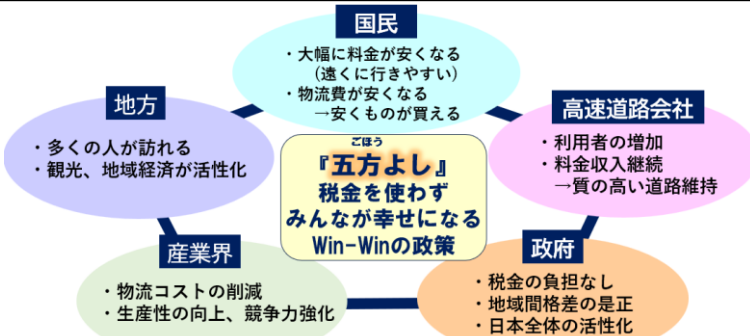 国民
・大幅に料金が安くなる
（遠くに行きやすい）
・物流費が安くなる
→安くものが買える
地方
・多くの人が訪れる
・観光、地域経済が活性化
高速道路会社
・利用者の増加
・料金収入継続
→質の高い道路維持
ごほう
『五方よし』
税金を使わず
みんなが幸せになる
Win-Winの政策
産業界
・物流コストの削減
・生産性の向上、競争力強化
政府
・税金の負担なし
・地域間格差の是正
・日本全体の活性化